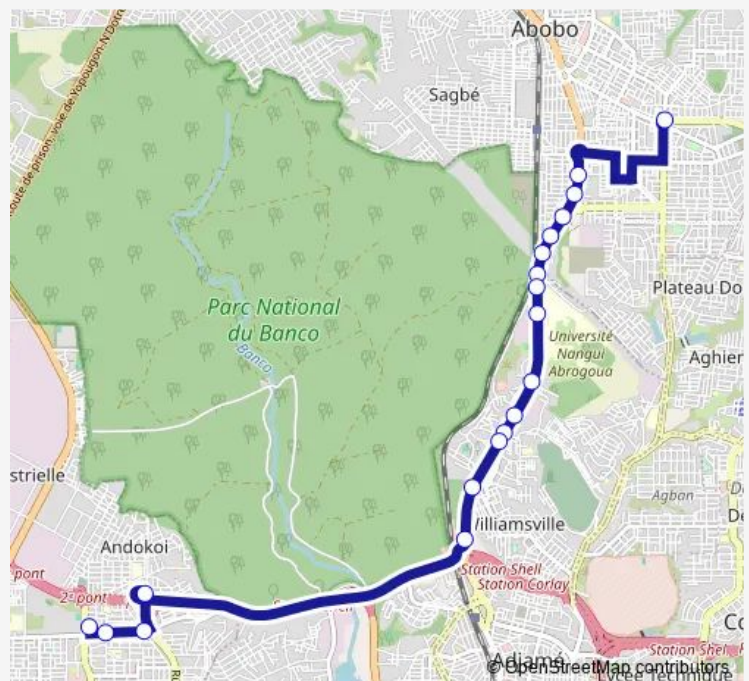 Abobo
Sagbé
Route de prison, voie de Yopougon-N'Dotré
Parc National
du Banco
Banco
Plateau Do
Université
Nangui
Abrogoua
Aghier
strielle
Agban
Williamsville
Andokoi
pont
2ᵉ pont
Station Shell
Station Corlay
Station Shel
Adjamé
Lycée Technique
© OpenStreetMap contributors